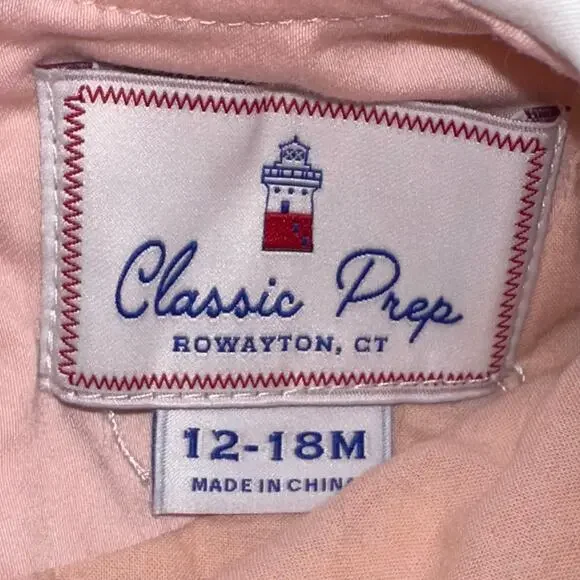 Classic Prep
ROWAYTON, CT
12-18M
MADE IN CHINA